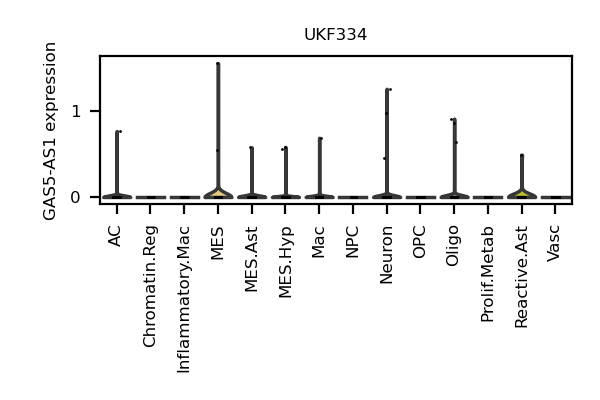 UKF334
GAS5-AS1 expression
1
0
AC
Chromatin.Reg
Inflammatory.Mac
MES
MES.Ast
MES.Hyp
Mac
NPC
Neuron
OPC
Oligo
Prolif.Metab
Reactive.Ast
Vasc